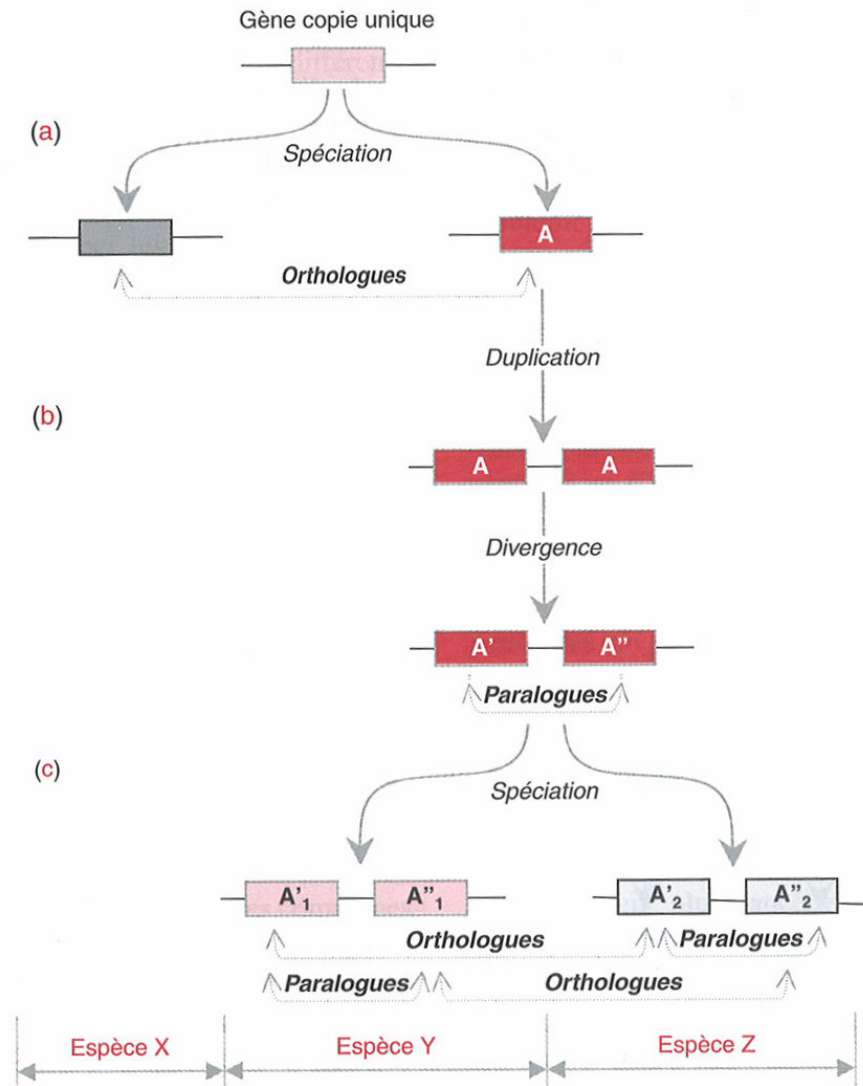 Gène copie unique
(a)
Spéciation
A
Orthologues
Duplication
(b)
A A
Divergence
A' A"
Paralogues
(c)
Spéciation
A'1 A"1 A'2 A"2
Orthologues Paralogues
Paralogues Orthologues
Espèce X Espèce Y Espèce Z